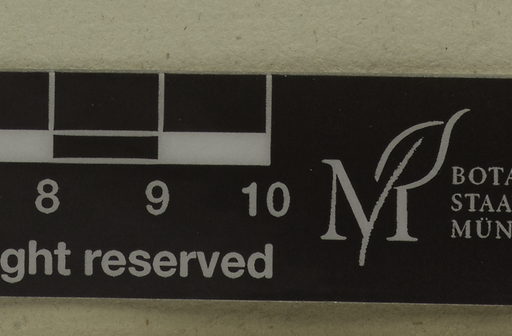 8 9 10
ght reserved
M
BOTA
STAA
MÜN